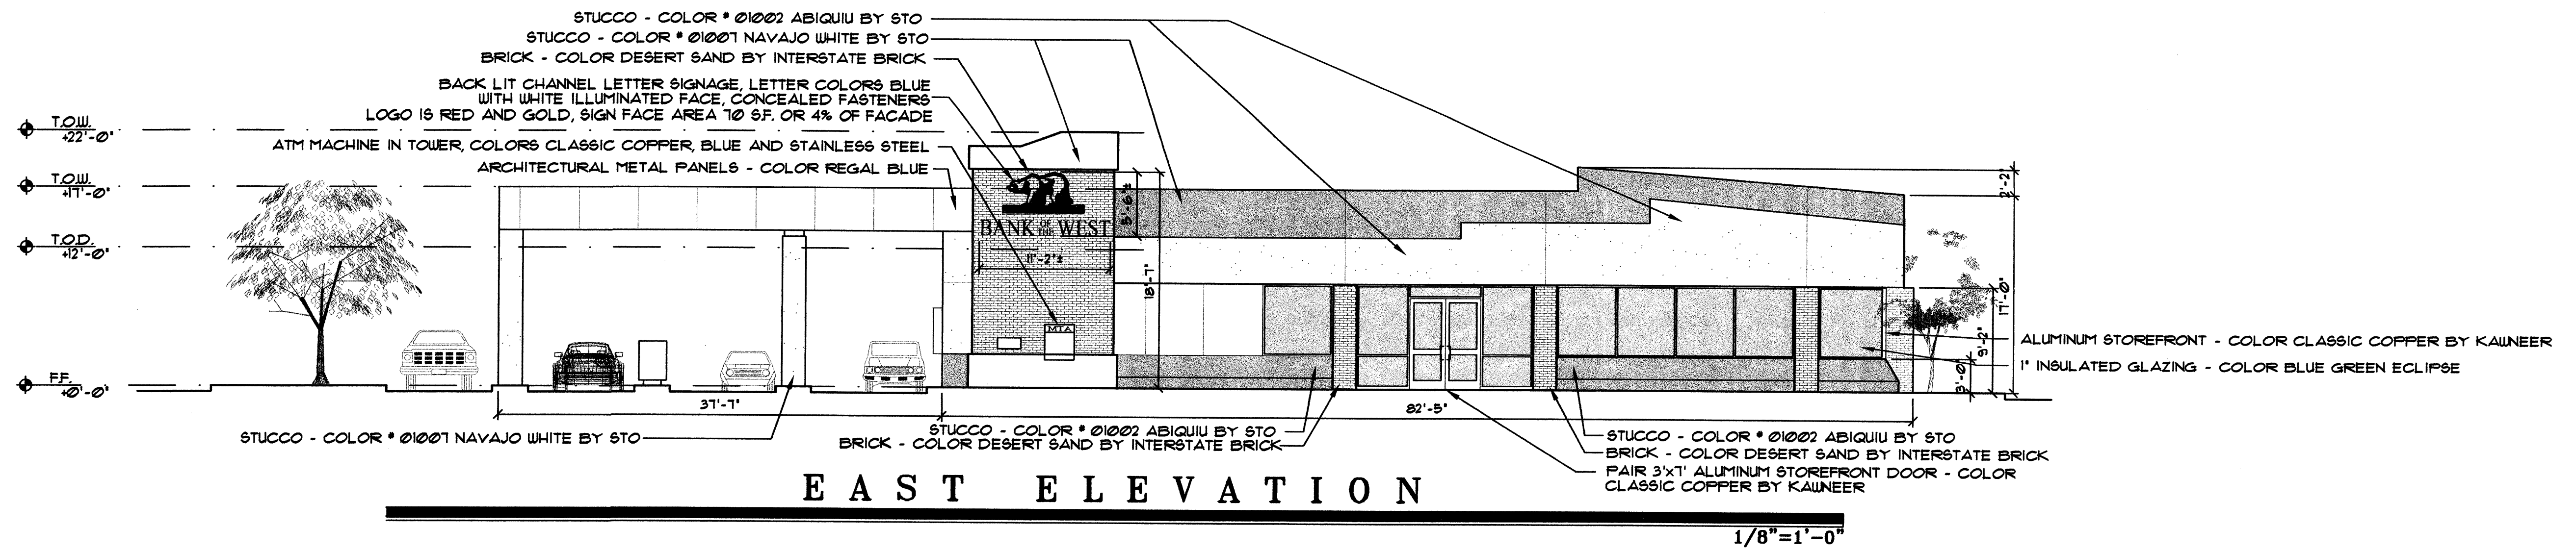 STUCCO - COLOR # 01002 ABIQUIU BY STO
STUCCO - COLOR # 01007 NAVAJO WHITE BY STO
BRICK - COLOR DESERT SAND BY INTERSTATE BRICK
BACK LIT CHANNEL LETTER SIGNAGE, LETTER COLORS BLUE
WITH WHITE ILLUMINATED FACE, CONCEALED FASTENERS
LOGO IS RED AND GOLD, SIGN FACE AREA 70 S.F. OR 4% OF FACADE
ATM MACHINE IN TOWER, COLORS CLASSIC COPPER, BLUE AND STAINLESS STEEL
ARCHITECTURAL METAL PANELS - COLOR REGAL BLUE
T.O.W.
+22'-0"
T.O.W.
+17'-0"
T.O.D.
+12'-0"
F.F.
+0'-0"
BANK OF THE WEST
11'-2"±
5'-6"±
18'-7"
MTA
2'-2"
17'-0"
9'-2"
3'-0"
ALUMINUM STOREFRONT - COLOR CLASSIC COPPER BY KAWNEER
1" INSULATED GLAZING - COLOR BLUE GREEN ECLIPSE
37'-7"
82'-5"
STUCCO - COLOR # 01007 NAVAJO WHITE BY STO
STUCCO - COLOR # 01002 ABIQUIU BY STO
BRICK - COLOR DESERT SAND BY INTERSTATE BRICK
STUCCO - COLOR # 01002 ABIQUIU BY STO
BRICK - COLOR DESERT SAND BY INTERSTATE BRICK
PAIR 3'x7' ALUMINUM STOREFRONT DOOR - COLOR
CLASSIC COPPER BY KAWNEER
EAST ELEVATION
1/8"=1'-0"